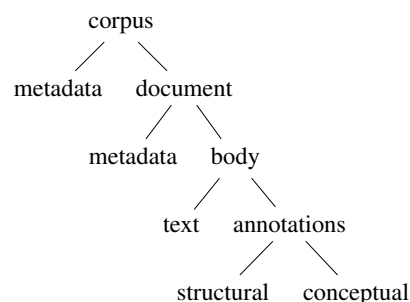 corpus
metadata document
metadata body
text annotations
structural conceptual